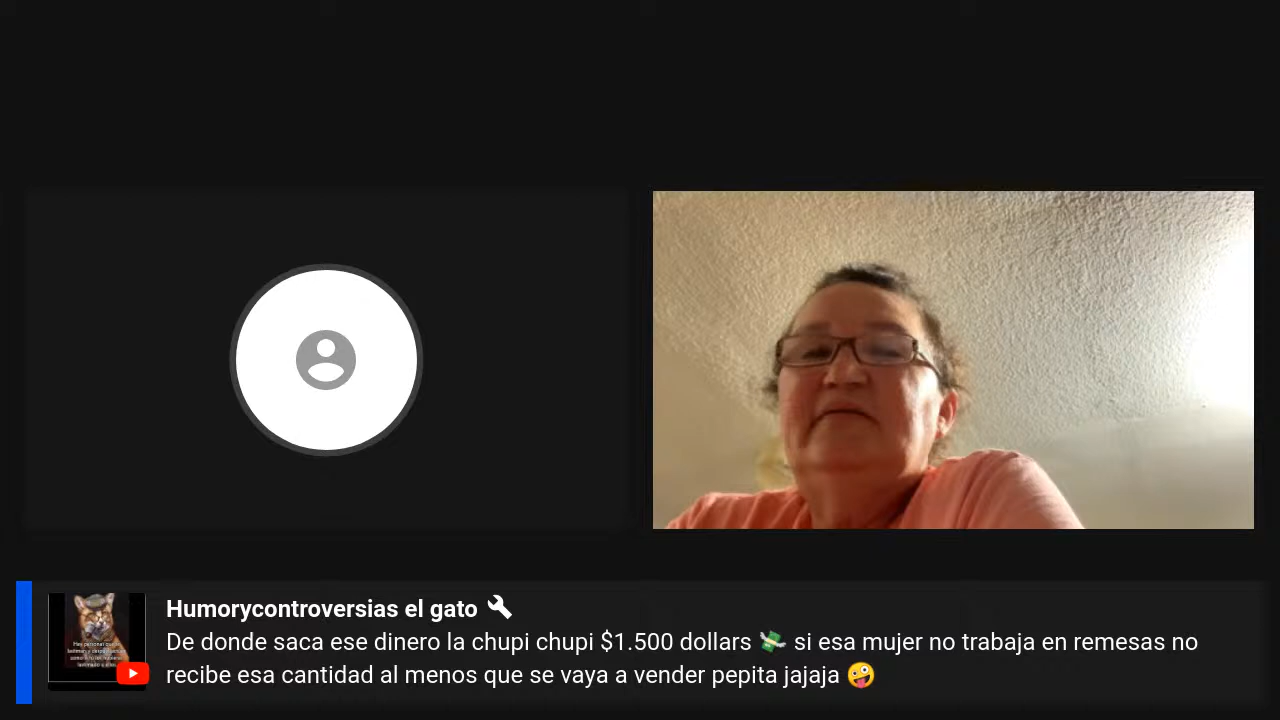 Humorycontroversias el gato
De donde saca ese dinero la chupi chupi $1.500 dollars 💸 si esa mujer no trabaja en remesas no
recibe esa cantidad al menos que se vaya a vender pepita jajaja 🤪